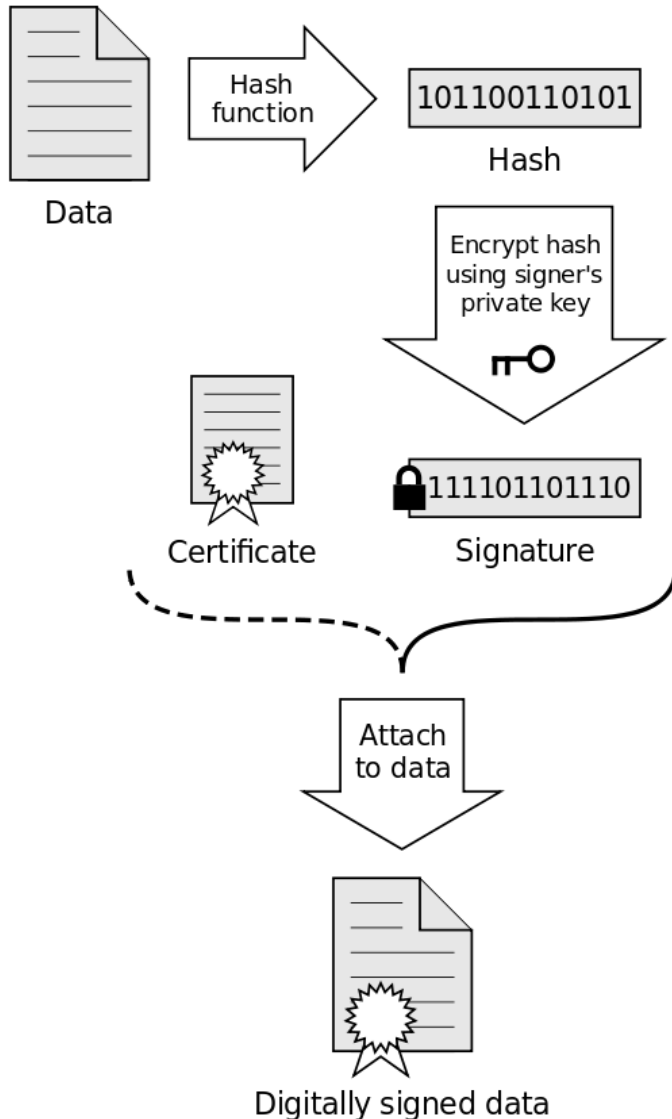 Hash
function
101100110101
Hash
Data
Encrypt hash
using signer's
private key
111101101110
Certificate
Signature
Attach
to data
Digitally signed data